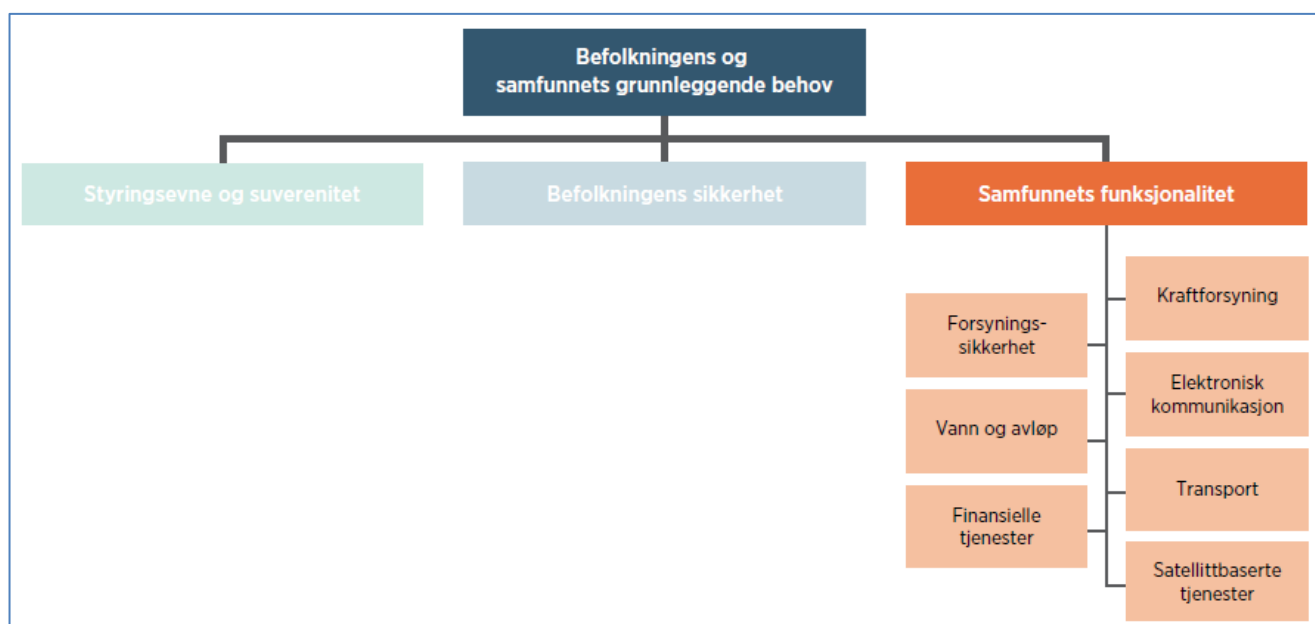 Befolkningens og
samfunnets grunnleggende behov
Styringsevne og suverenitet
Befolkningens sikkerhet
Samfunnets funksjonalitet
Forsynings-
sikkerhet
Vann og avløp
Finansielle
tjenester
Kraftforsyning
Elektronisk
kommunikasjon
Transport
Satellittbaserte
tjenester